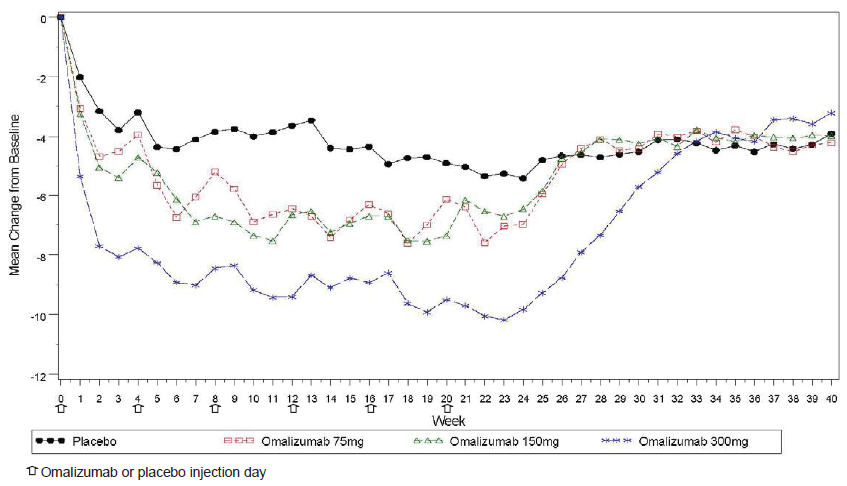 Mean Change from Baseline
0
-2
-4
-6
-8
-10
-12
0 1 2 3 4 5 6 7 8 9 10 11 12 13 14 15 16 17 18 19 20 21 22 23 24 25 26 27 28 29 30 31 32 33 34 35 36 37 38 39 40
Week
Placebo Omalizumab 75mg Omalizumab 150mg Omalizumab 300mg
Omalizumab or placebo injection day